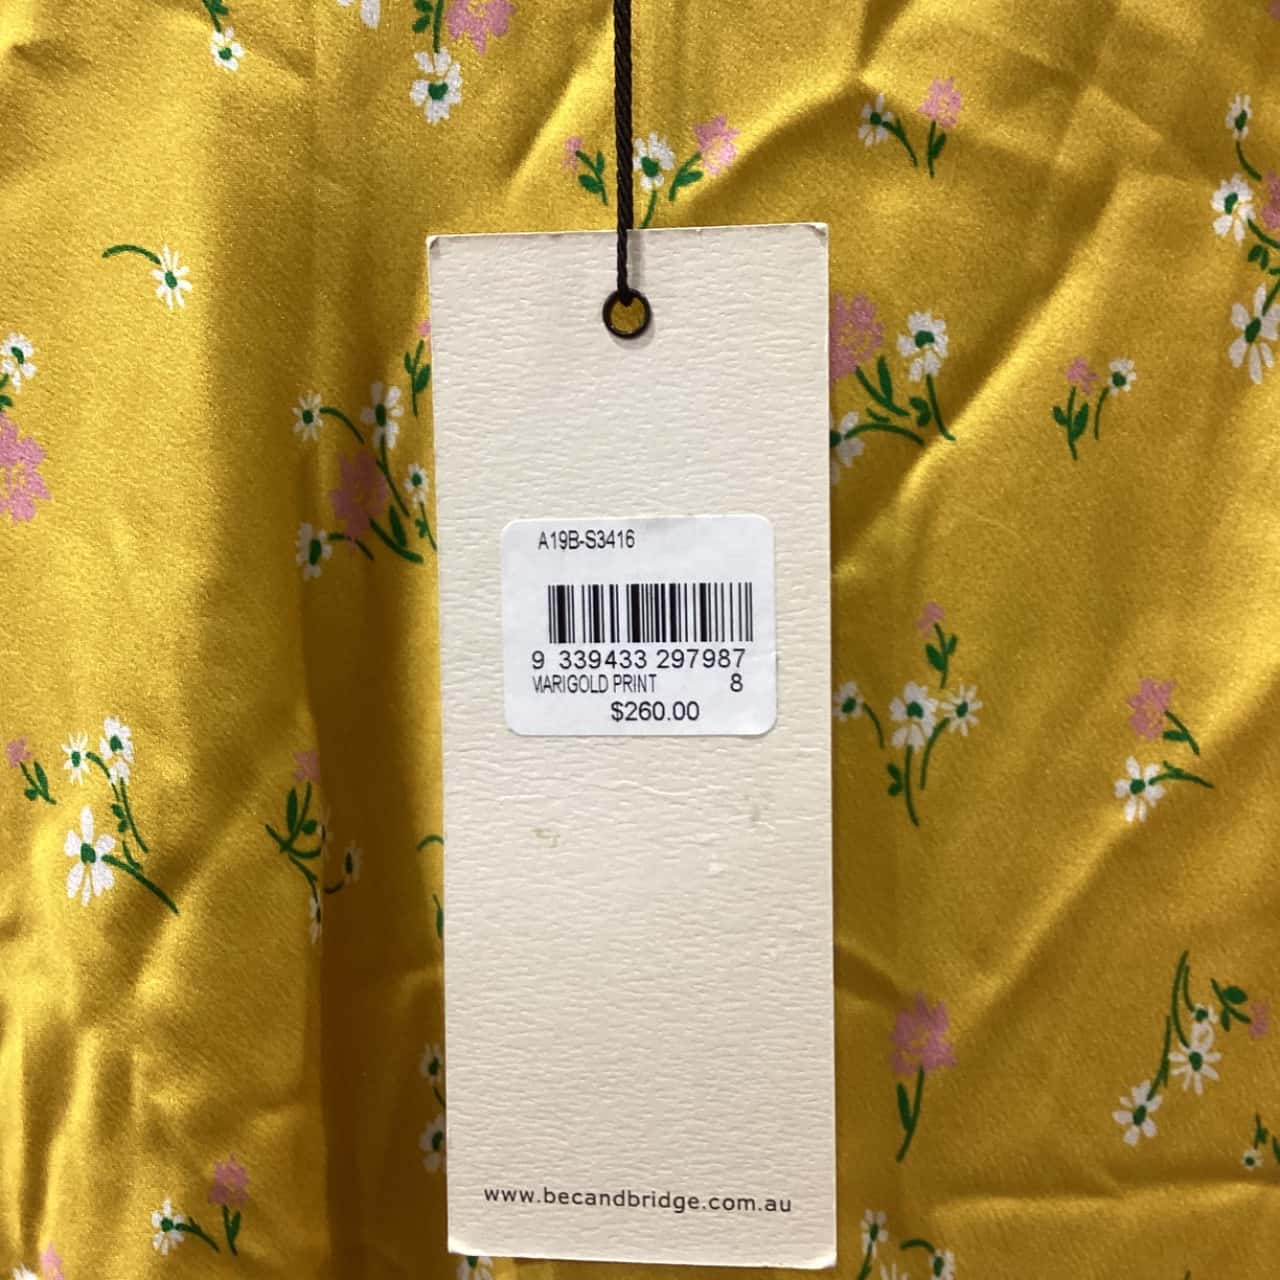 A19B-S3416
9 339433 297987
MARIGOLD PRINT 8
$260.00
www.becandbridge.com.au